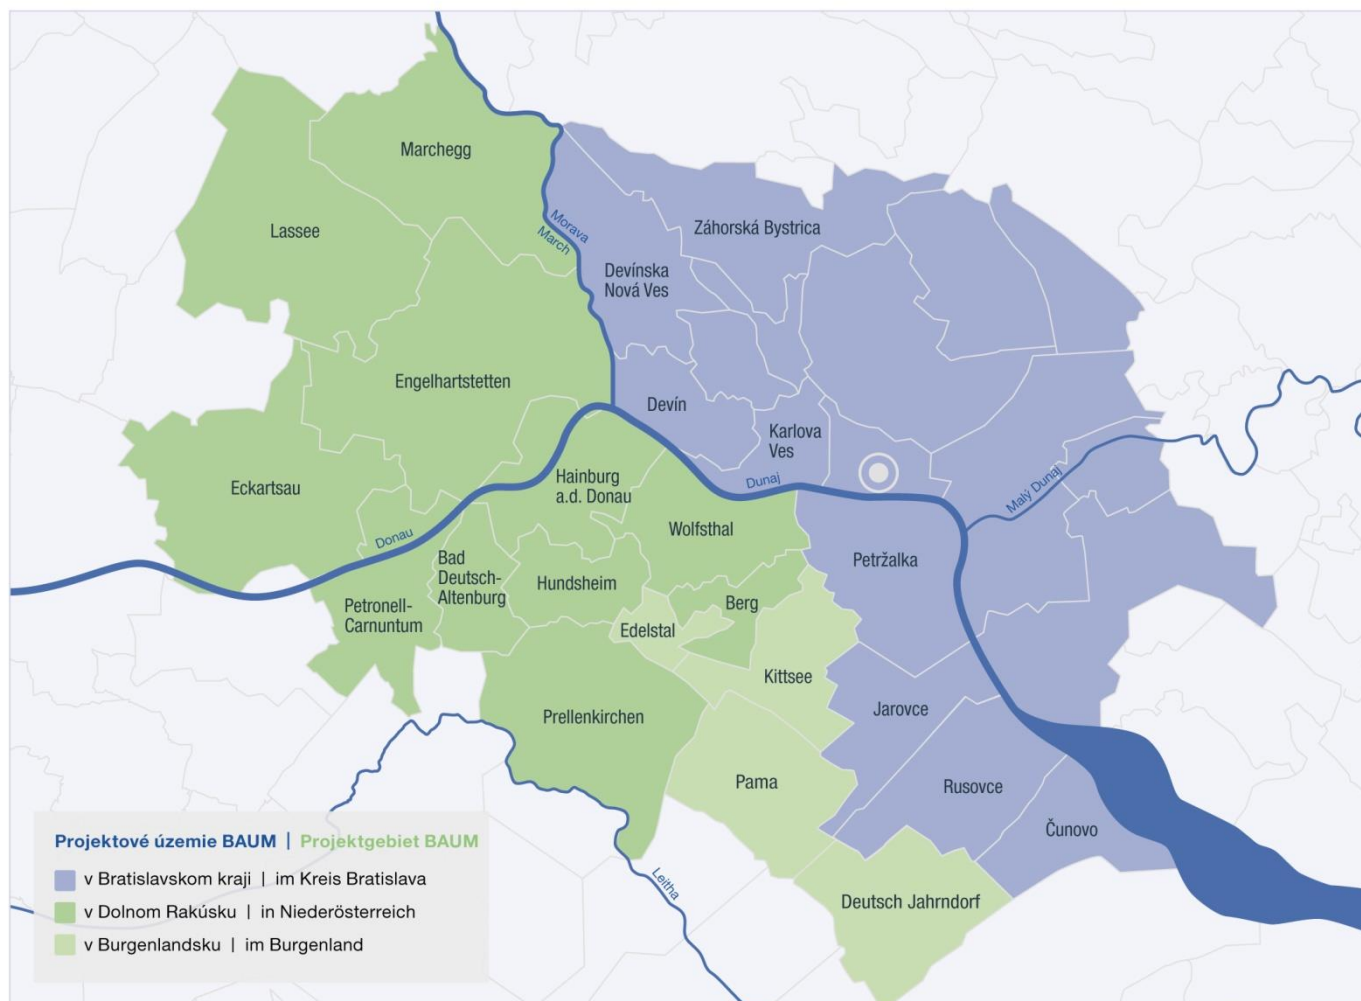 Marchegg
Lassee
Morava
March
Záhorská Bystrica
Devínska
Nová Ves
Engelhartstetten
Devín
Karlova
Ves
Eckartsau
Hainburg
a.d. Donau
Dunaj
Malý Dunaj
Donau
Wolfsthal
Petržalka
Bad
Deutsch-
Altenburg
Hundsheim
Petronell-
Carnuntum
Berg
Edelstal
Kittsee
Prellenkirchen
Jarovce
Pama
Rusovce
Čunovo
Leitha
Deutsch Jahrndorf
Projektové územie BAUM | Projektgebiet BAUM
v Bratislavskom kraji | im Kreis Bratislava
v Dolnom Rakúsku | in Niederösterreich
v Burgenlandsku | im Burgenland